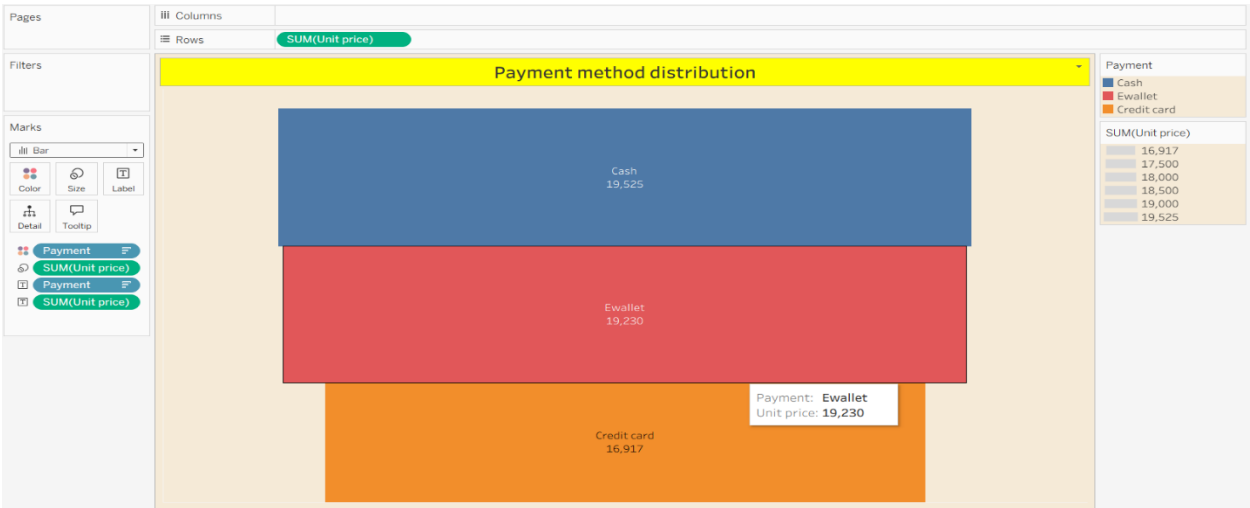 Pages
Columns
Rows
SUM(Unit price)
Filters
Marks
Bar
Color
Size
Label
Detail
Tooltip
Payment
SUM(Unit price)
Payment
SUM(Unit price)
Payment method distribution
Cash
19,525
Ewallet
19,230
Payment: Ewallet
Unit price: 19,230
Credit card
16,917
Payment
Cash
Ewallet
Credit card
SUM(Unit price)
16,917
17,500
18,000
18,500
19,000
19,525